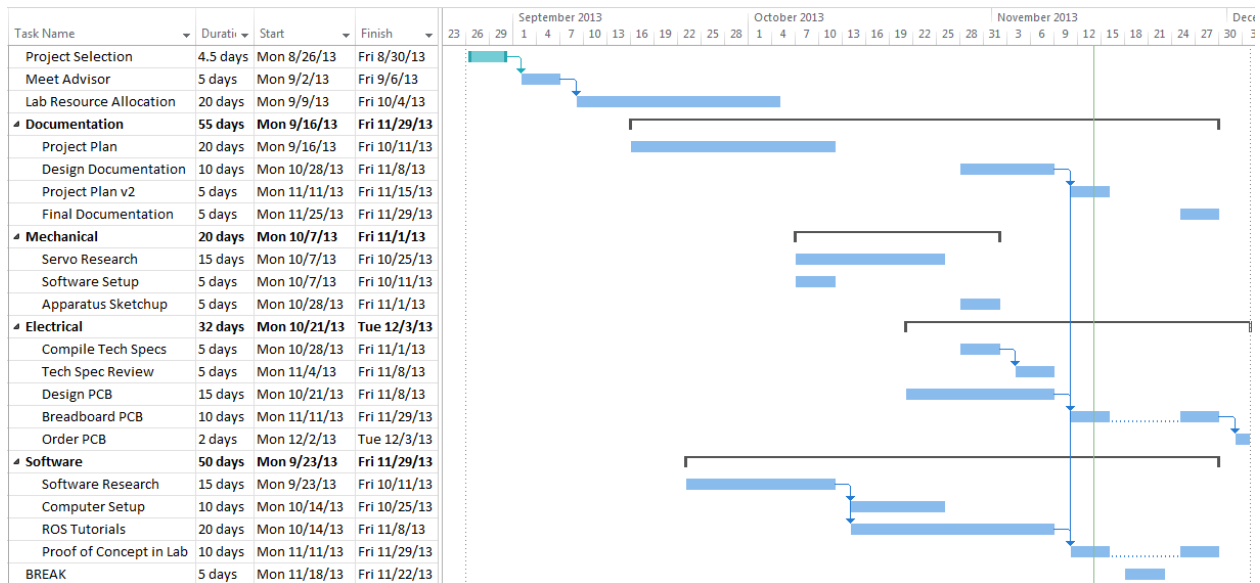 September 2013 October 2013 November 2013 Dece
Task Name Duratio Start Finish 23 26 29 1 4 7 10 13 16 19 22 25 28 1 4 7 10 13 16 19 22 25 28 31 3 6 9 12 15 18 21 24 27 30 3
Project Selection 4.5 days Mon 8/26/13 Fri 8/30/13
Meet Advisor 5 days Mon 9/2/13 Fri 9/6/13
Lab Resource Allocation 20 days Mon 9/9/13 Fri 10/4/13
Documentation 55 days Mon 9/16/13 Fri 11/29/13
Project Plan 20 days Mon 9/16/13 Fri 10/11/13
Design Documentation 10 days Mon 10/28/13 Fri 11/8/13
Project Plan v2 5 days Mon 11/11/13 Fri 11/15/13
Final Documentation 5 days Mon 11/25/13 Fri 11/29/13
Mechanical 20 days Mon 10/7/13 Fri 11/1/13
Servo Research 15 days Mon 10/7/13 Fri 10/25/13
Software Setup 5 days Mon 10/7/13 Fri 10/11/13
Apparatus Sketchup 5 days Mon 10/28/13 Fri 11/1/13
Electrical 32 days Mon 10/21/13 Tue 12/3/13
Compile Tech Specs 5 days Mon 10/28/13 Fri 11/1/13
Tech Spec Review 5 days Mon 11/4/13 Fri 11/8/13
Design PCB 15 days Mon 10/21/13 Fri 11/8/13
Breadboard PCB 10 days Mon 11/11/13 Fri 11/29/13
Order PCB 2 days Mon 12/2/13 Tue 12/3/13
Software 50 days Mon 9/23/13 Fri 11/29/13
Software Research 15 days Mon 9/23/13 Fri 10/11/13
Computer Setup 10 days Mon 10/14/13 Fri 10/25/13
ROS Tutorials 20 days Mon 10/14/13 Fri 11/8/13
Proof of Concept in Lab 10 days Mon 11/11/13 Fri 11/29/13
BREAK 5 days Mon 11/18/13 Fri 11/22/13